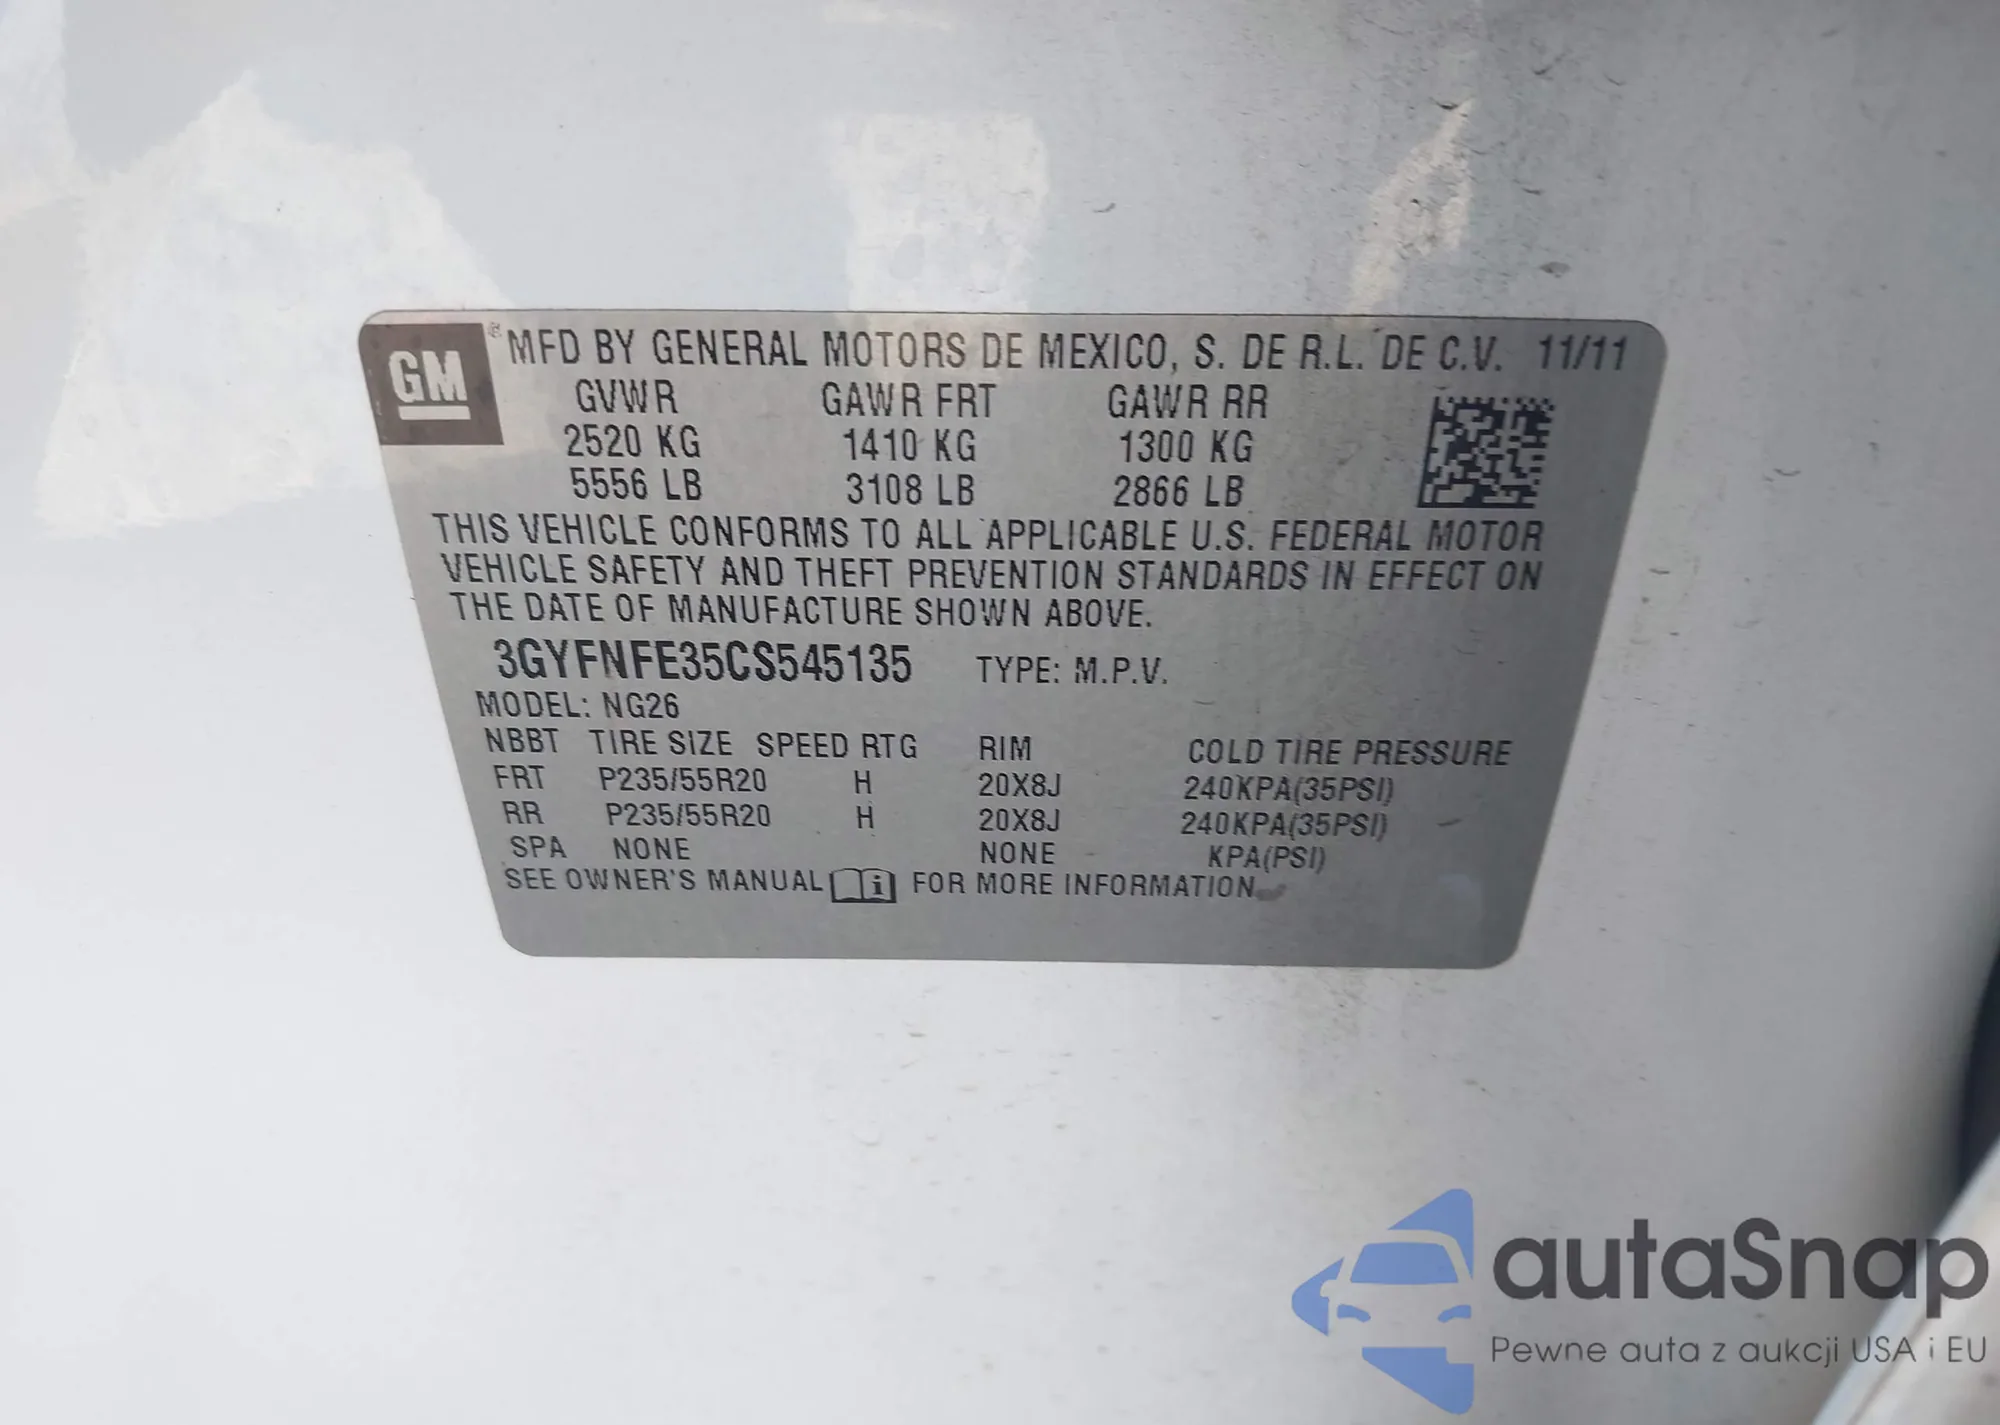 GM ® MFD BY GENERAL MOTORS DE MEXICO, S. DE R.L. DE C.V. 11/11
GVWR GAWR FRT GAWR RR
2520 KG 1410 KG 1300 KG
5556 LB 3108 LB 2866 LB
THIS VEHICLE CONFORMS TO ALL APPLICABLE U.S. FEDERAL MOTOR
VEHICLE SAFETY AND THEFT PREVENTION STANDARDS IN EFFECT ON
THE DATE OF MANUFACTURE SHOWN ABOVE.
3GYFNFE35CS545135 TYPE: M.P.V.
MODEL: NG26
NBBT TIRE SIZE SPEED RTG RIM COLD TIRE PRESSURE
FRT P235/55R20 H 20X8J 240KPA(35PSI)
RR P235/55R20 H 20X8J 240KPA(35PSI)
SPA NONE NONE KPA(PSI)
SEE OWNER'S MANUAL i FOR MORE INFORMATION
autaSnap
Pewne auta z aukcji USA i EU